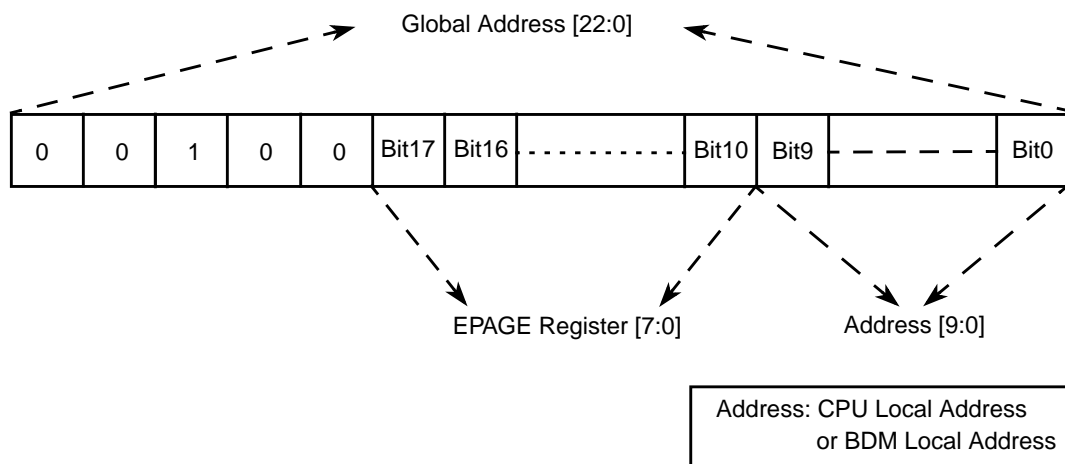 Global Address [22:0]
0 0 1 0 0 Bit17 Bit16 Bit10 Bit9 Bit0
EPAGE Register [7:0] Address [9:0]
Address: CPU Local Address
or BDM Local Address